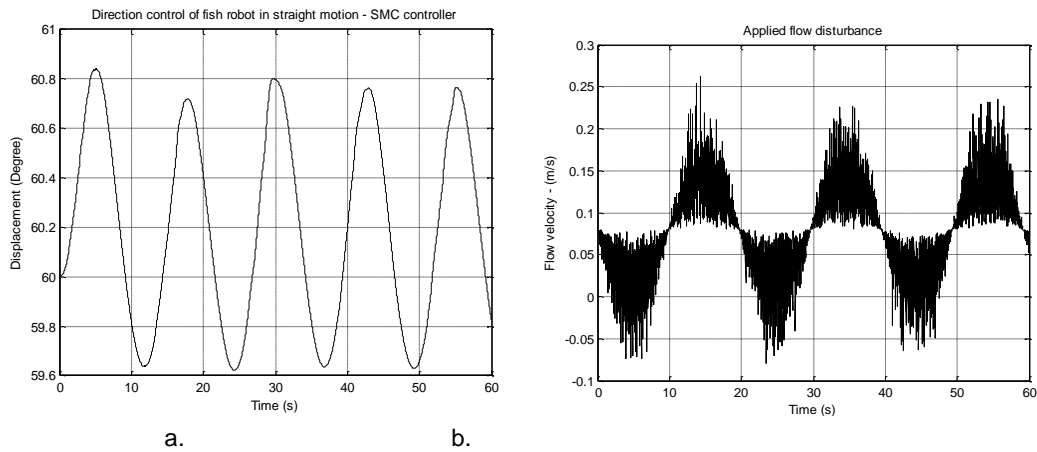 Direction control of fish robot in straight motion - SMC controller
61
60.8
60.6
60.4
60.2
60
59.8
59.6
Displacement (Degree)
0 10 20 30 40 50 60
Time (s)
a.
Applied flow disturbance
0.3
0.25
0.2
0.15
0.1
0.05
0
-0.05
-0.1
Flow velocity - (m/s)
0 10 20 30 40 50 60
Time (s)
b.